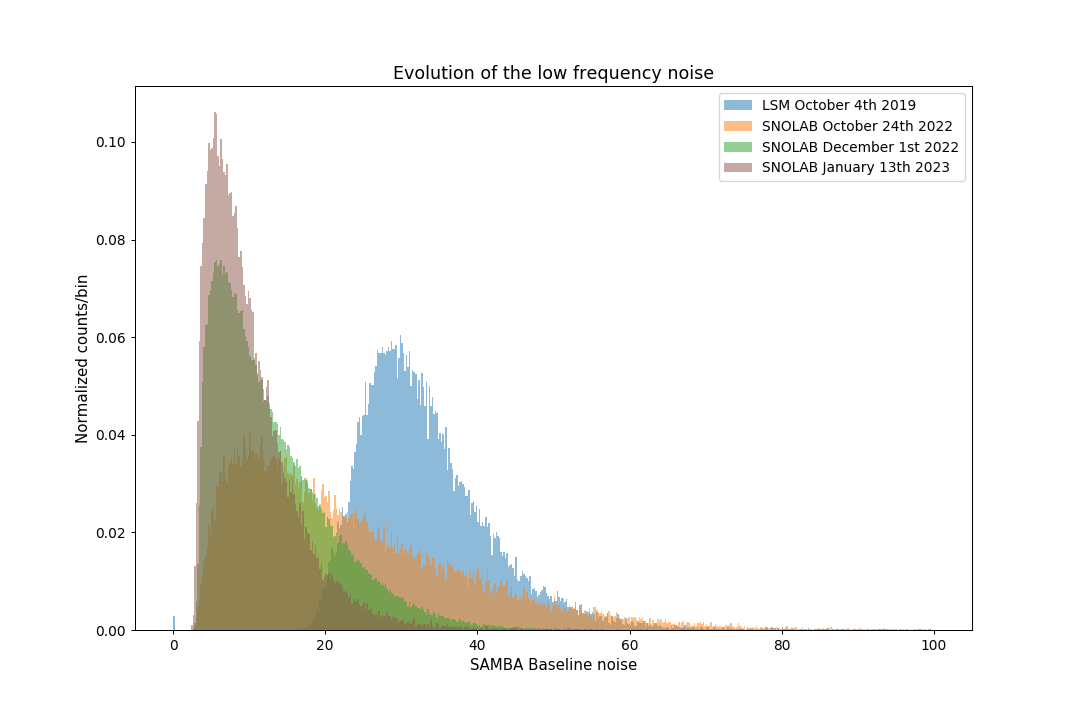 Evolution of the low frequency noise
LSM October 4th 2019
SNOLAB October 24th 2022
SNOLAB December 1st 2022
SNOLAB January 13th 2023
Normalized counts/bin
0.10
0.08
0.06
0.04
0.02
0.00
0 20 40 60 80 100
SAMBA Baseline noise